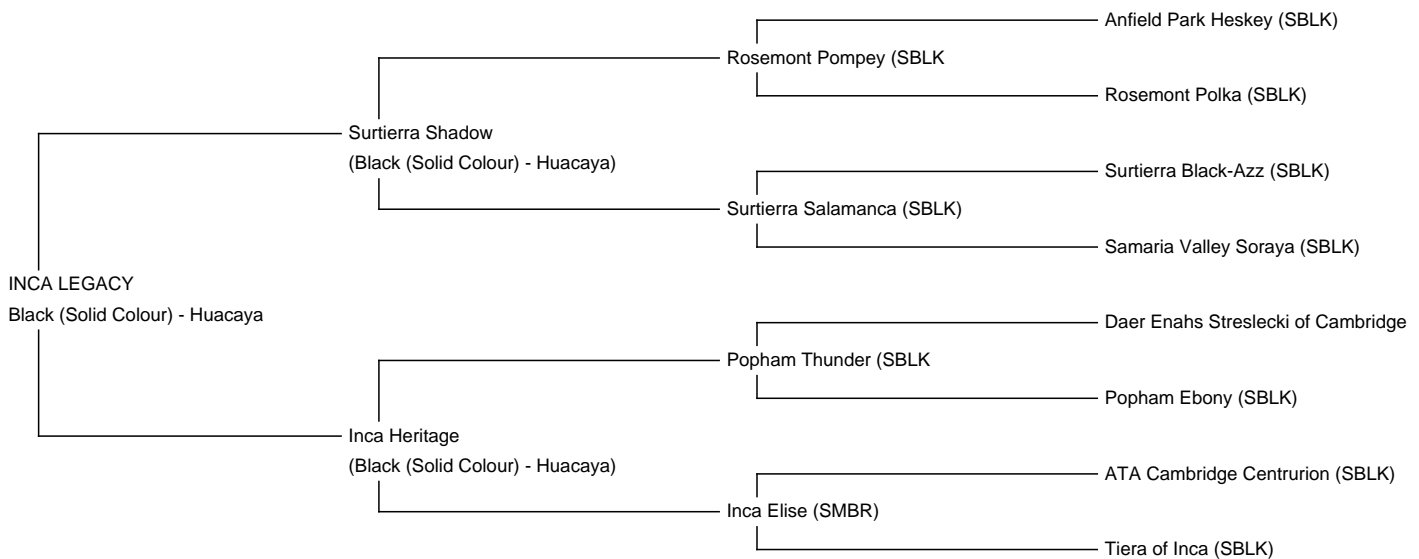 Anfield Park Heskey (SBLK)
Rosemont Pompey (SBLK
Rosemont Polka (SBLK)
Surtierra Shadow
(Black (Solid Colour) - Huacaya)
Surtierra Black-Azz (SBLK)
Surtierra Salamanca (SBLK)
Samaria Valley Soraya (SBLK)
INCA LEGACY
Black (Solid Colour) - Huacaya
Daer Enahs Streslecki of Cambridge
Popham Thunder (SBLK
Popham Ebony (SBLK)
Inca Heritage
(Black (Solid Colour) - Huacaya)
ATA Cambridge Centrurion (SBLK)
Inca Elise (SMBR)
Tiera of Inca (SBLK)